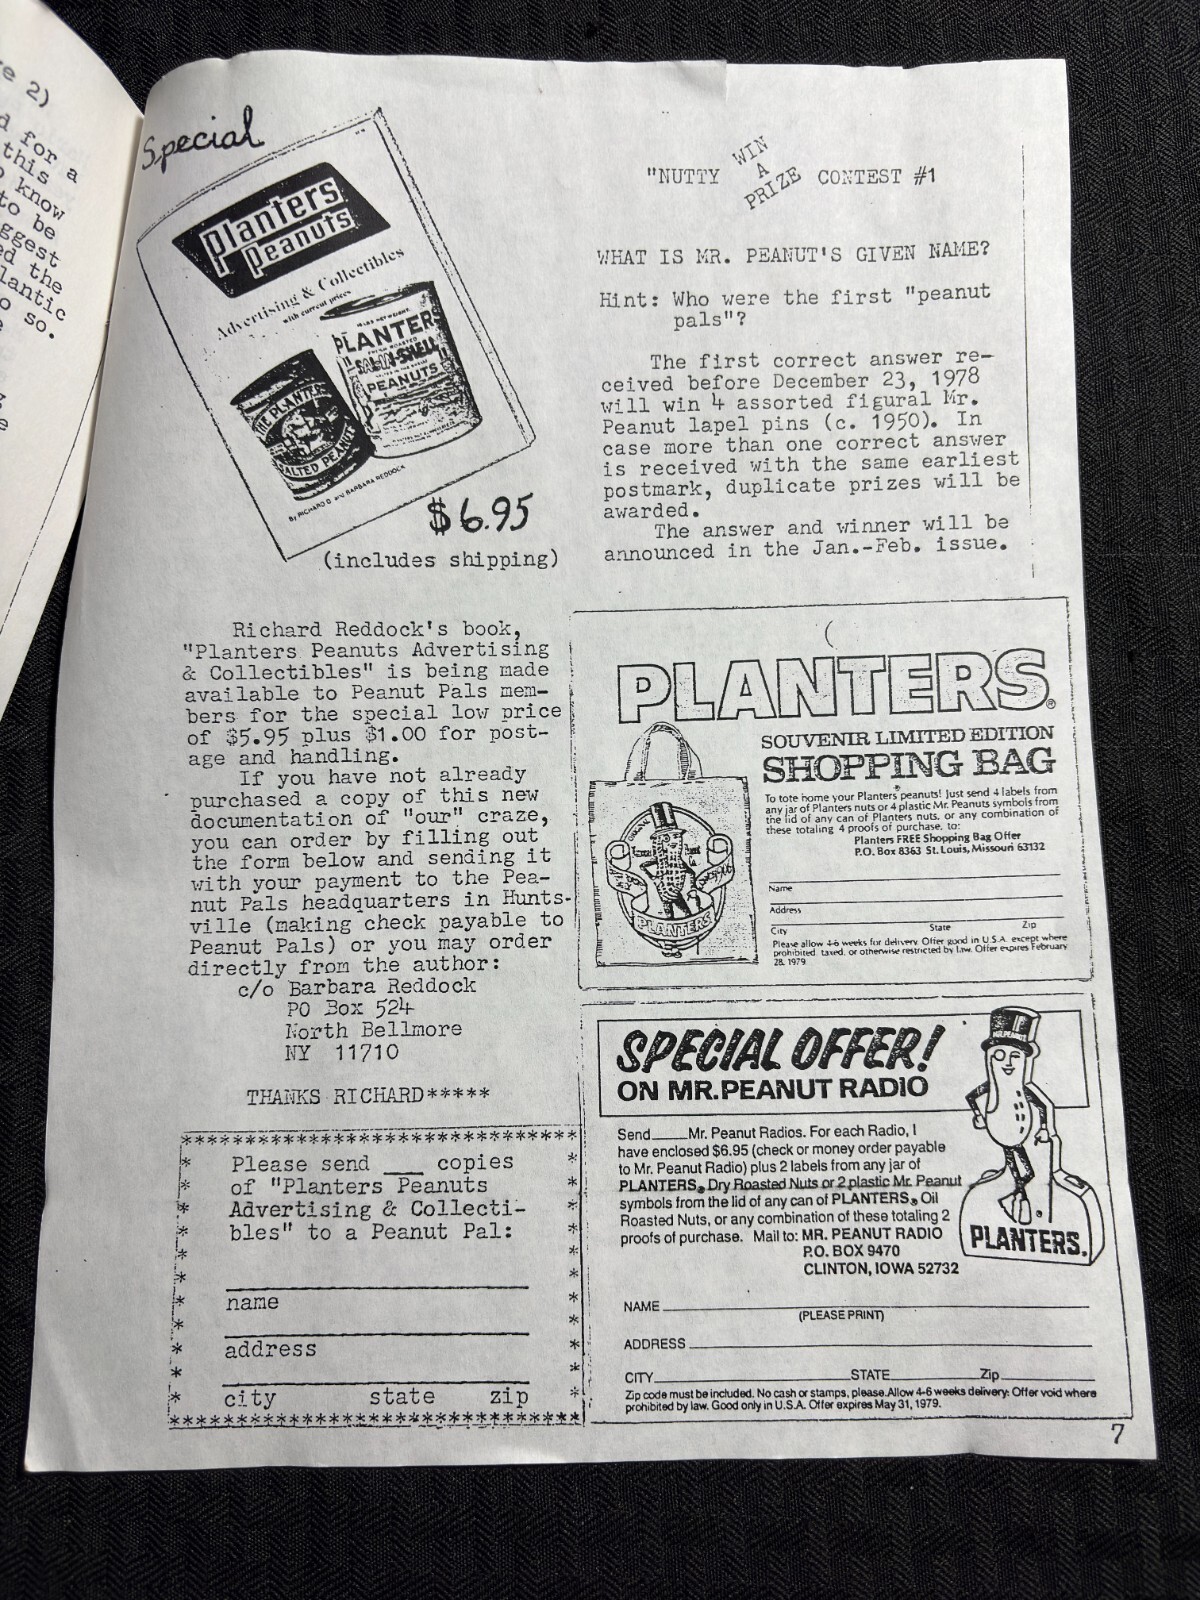 e 2)
d for a
this
o know
to be
ggest
ed the
lantic
o so.
e
e
Special
Planters
Peanuts
Advertising & Collectibles
with current prices
PLANTERS
SALTIN-SHELL
PEANUTS
THE PLANTERS
SALTED PEANUTS
By RICHARD D. and BARBARA REDDOCK
$6.95
(includes shipping)
Richard Reddock's book,
"Planters Peanuts Advertising
& Collectibles" is being made
available to Peanut Pals mem-
bers for the special low price
of $5.95 plus $1.00 for post-
age and handling.
If you have not already
purchased a copy of this new
documentation of "our" craze,
you can order by filling out
the form below and sending it
with your payment to the Pea-
nut Pals headquarters in Hunts-
ville (making check payable to
Peanut Pals) or you may order
directly from the author:
c/o Barbara Reddock
PO Box 524
North Bellmore
NY 11710
THANKS RICHARD*****
Please send ___ copies
of "Planters Peanuts
Advertising & Collecti-
bles" to a Peanut Pal:
name
address
city state zip
WIN
A
PRIZE
"NUTTY CONTEST #1
WHAT IS MR. PEANUT'S GIVEN NAME?
Hint: Who were the first "peanut
pals"?
The first correct answer re-
ceived before December 23, 1978
will win 4 assorted figural Mr.
Peanut lapel pins (c. 1950). In
case more than one correct answer
is received with the same earliest
postmark, duplicate prizes will be
awarded.
The answer and winner will be
announced in the Jan.-Feb. issue.
PLANTERS®
SOUVENIR LIMITED EDITION
SHOPPING BAG
To tote home your Planters peanuts! Just send 4 labels from
any jar of Planters nuts or 4 plastic Mr. Peanuts symbols from
the lid of any can of Planters nuts, or any combination of
these totaling 4 proofs of purchase, to:
Planters FREE Shopping Bag Offer
P.O. Box 8363 St. Louis, Missouri 63132
Name
Address
City State Zip
Please allow 4-6 weeks for delivery. Offer good in U.S.A. except where
prohibited, taxed, or otherwise restricted by law. Offer expires February
28, 1979.
PLANTERS
SPECIAL OFFER!
ON MR. PEANUT RADIO
MR. PEANUT
Send____Mr. Peanut Radios. For each Radio, I
have enclosed $6.95 (check or money order payable
to Mr. Peanut Radio) plus 2 labels from any jar of
PLANTERS® Dry Roasted Nuts or 2 plastic Mr. Peanut
symbols from the lid of any can of PLANTERS® Oil
Roasted Nuts, or any combination of these totaling 2
proofs of purchase. Mail to: MR. PEANUT RADIO
P.O. BOX 9470
CLINTON, IOWA 52732
PLANTERS.
NAME
(PLEASE PRINT)
ADDRESS
CITY STATE Zip
Zip code must be included. No cash or stamps, please. Allow 4-6 weeks delivery. Offer void where
prohibited by law. Good only in U.S.A. Offer expires May 31, 1979.
7